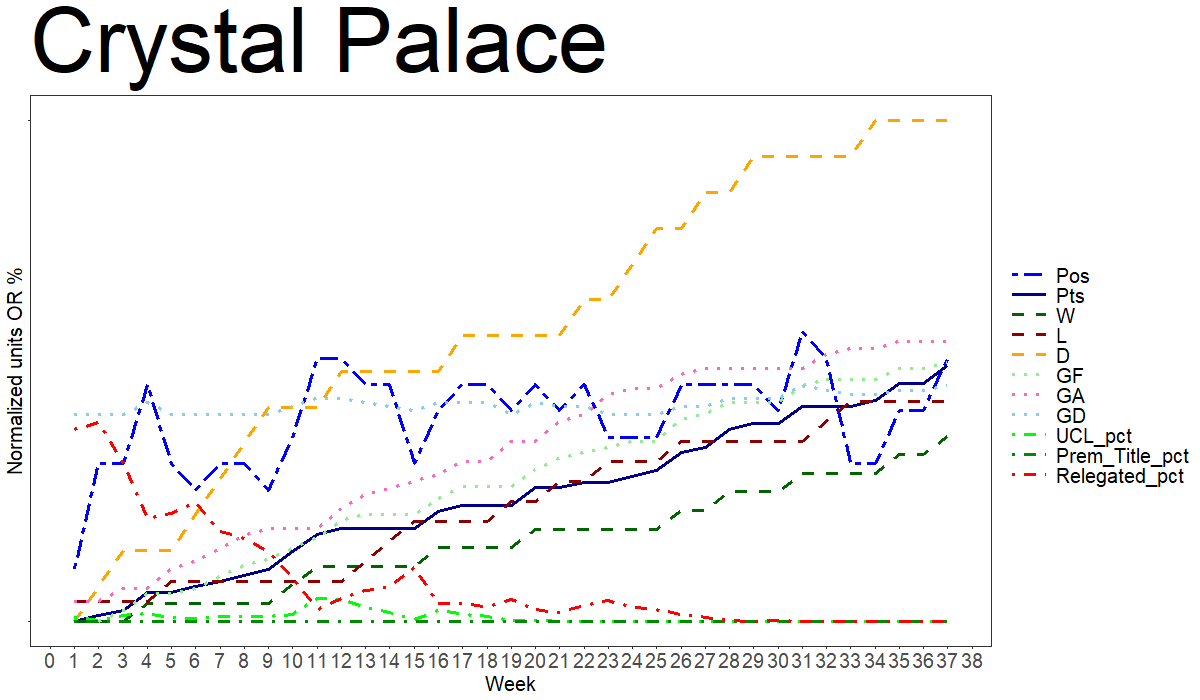 Crystal Palace
Normalized units OR %
Pos
Pts
W
L
D
GF
GA
GD
UCL_pct
Prem_Title_pct
Relegated_pct
0 1 2 3 4 5 6 7 8 9 10 11 12 13 14 15 16 17 18 19 20 21 22 23 24 25 26 27 28 29 30 31 32 33 34 35 36 37 38
Week